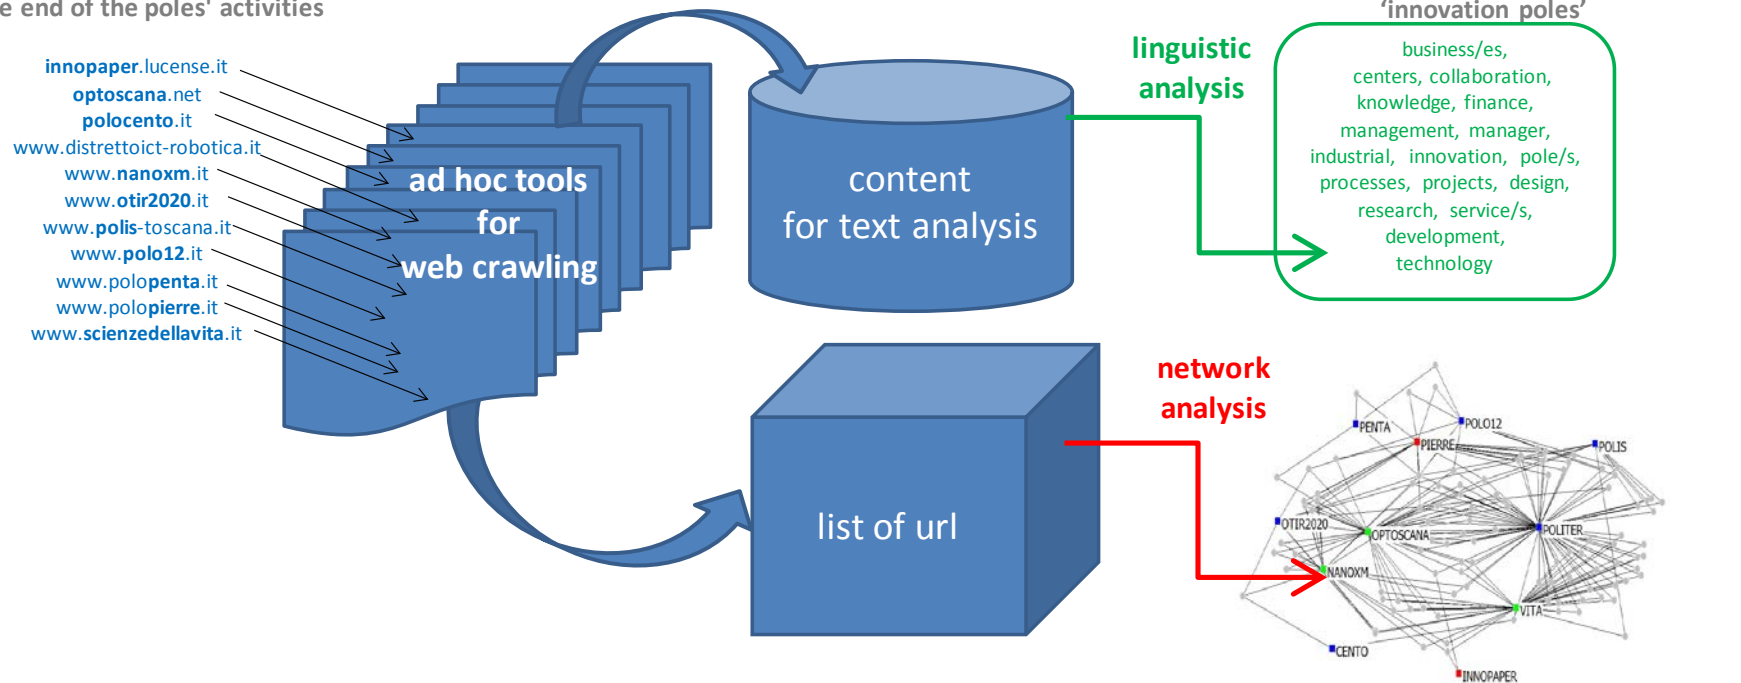 e end of the poles' activities
'innovation poles'
innopaper.lucense.it
optoscana.net
polocento.it
www.distrettoict-robotica.it
www.nanoxm.it
www.otir2020.it
www.polis-toscana.it
www.polo12.it
www.polopenta.it
www.polopierre.it
www.scienzedellavita.it
ad hoc tools
for
web crawling
content
for text analysis
linguistic
analysis
business/es,
centers, collaboration,
knowledge, finance,
management, manager,
industrial, innovation, pole/s,
processes, projects, design,
research, service/s,
development,
technology
list of url
network
analysis
PENTA
POLO12
PIERRE
POLIS
OTIR2020
OPTOSCANA
POLITER
NANOXM
VITA
CENTO
INNOPAPER